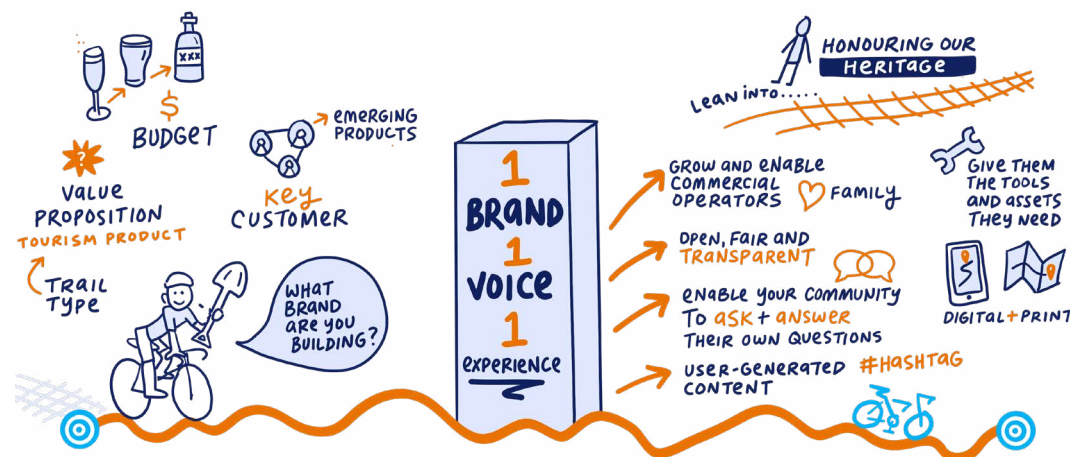 XXX
$
BUDGET
?
VALUE
PROPOSITION
TOURISM PRODUCT
TRAIL
TYPE
EMERGING
PRODUCTS
KEY
CUSTOMER
WHAT
BRAND
ARE YOU
BUILDING?
1
BRAND
1
VOICE
1
EXPERIENCE
HONOURING OUR
HERITAGE
LEAN INTO.....
GROW AND ENABLE
COMMERCIAL
OPERATORS
FAMILY
GIVE THEM
THE TOOLS
AND ASSETS
THEY NEED
OPEN, FAIR AND
TRANSPARENT
DIGITAL + PRINT
ENABLE YOUR COMMUNITY
TO ASK + ANSWER
THEIR OWN QUESTIONS
USER-GENERATED
CONTENT
#HASHTAG